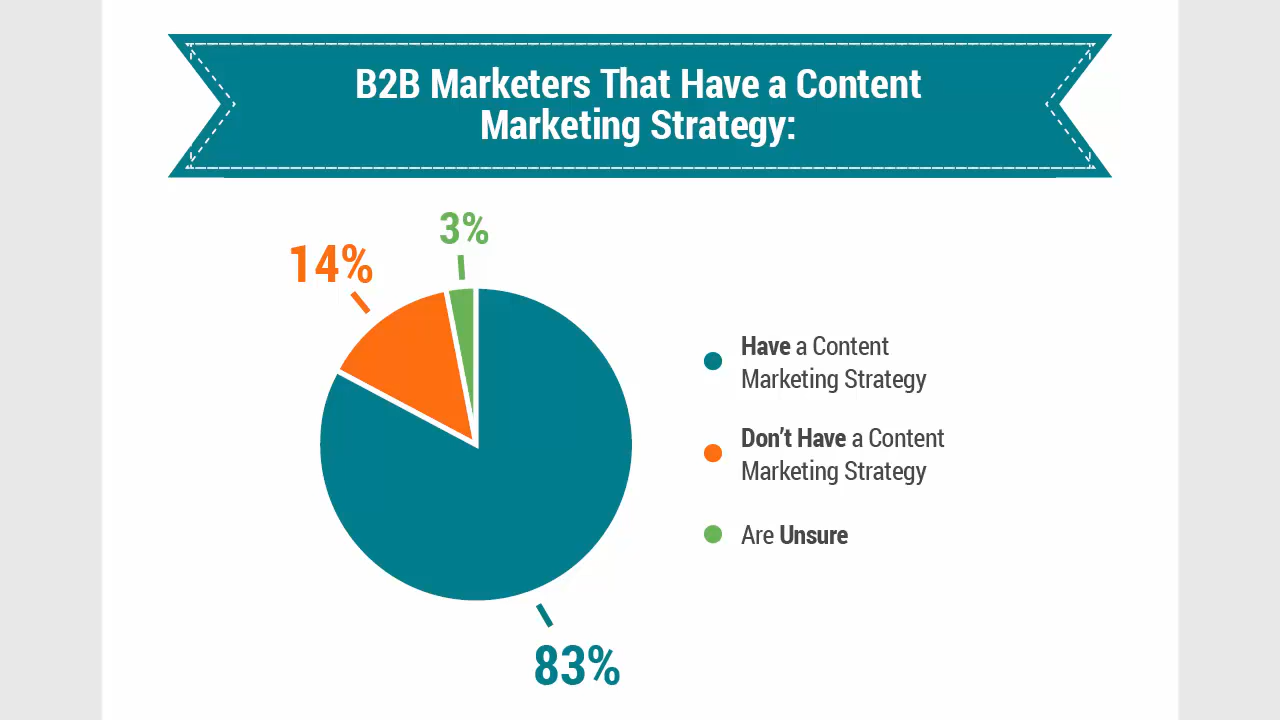 B2B Marketers That Have a Content
Marketing Strategy:
3%
14%
Have a Content
Marketing Strategy
Don’t Have a Content
Marketing Strategy
Are Unsure
83%